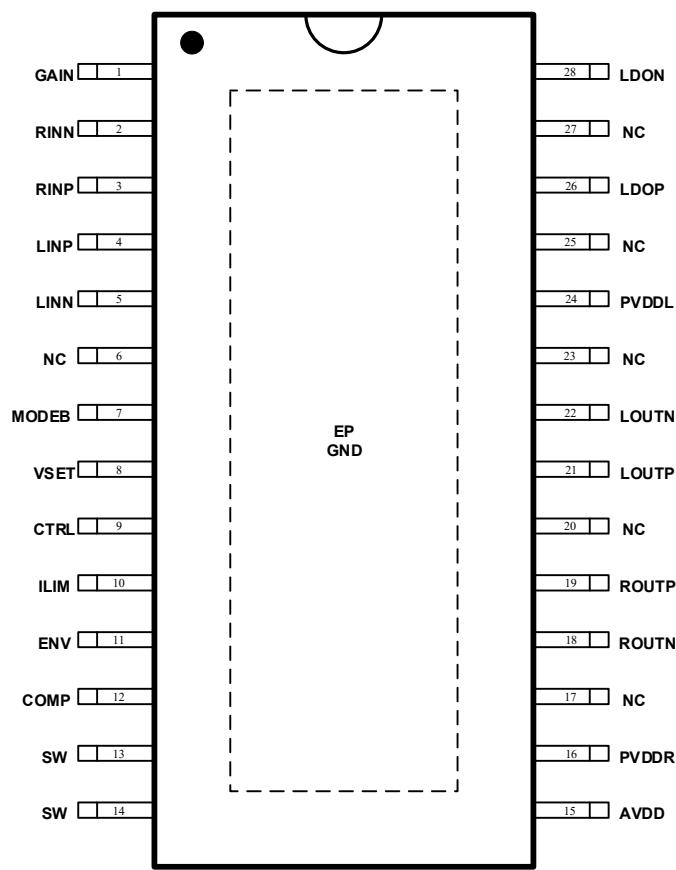 GAIN 1
RINN 2
RINP 3
LINP 4
LINN 5
NC 6
MODEB 7
VSET 8
CTRL 9
ILIM 10
ENV 11
COMP 12
SW 13
SW 14
EP
GND
28 LDON
27 NC
26 LDOP
25 NC
24 PVDDL
23 NC
22 LOUTN
21 LOUTP
20 NC
19 ROUTP
18 ROUTN
17 NC
16 PVDDR
15 AVDD